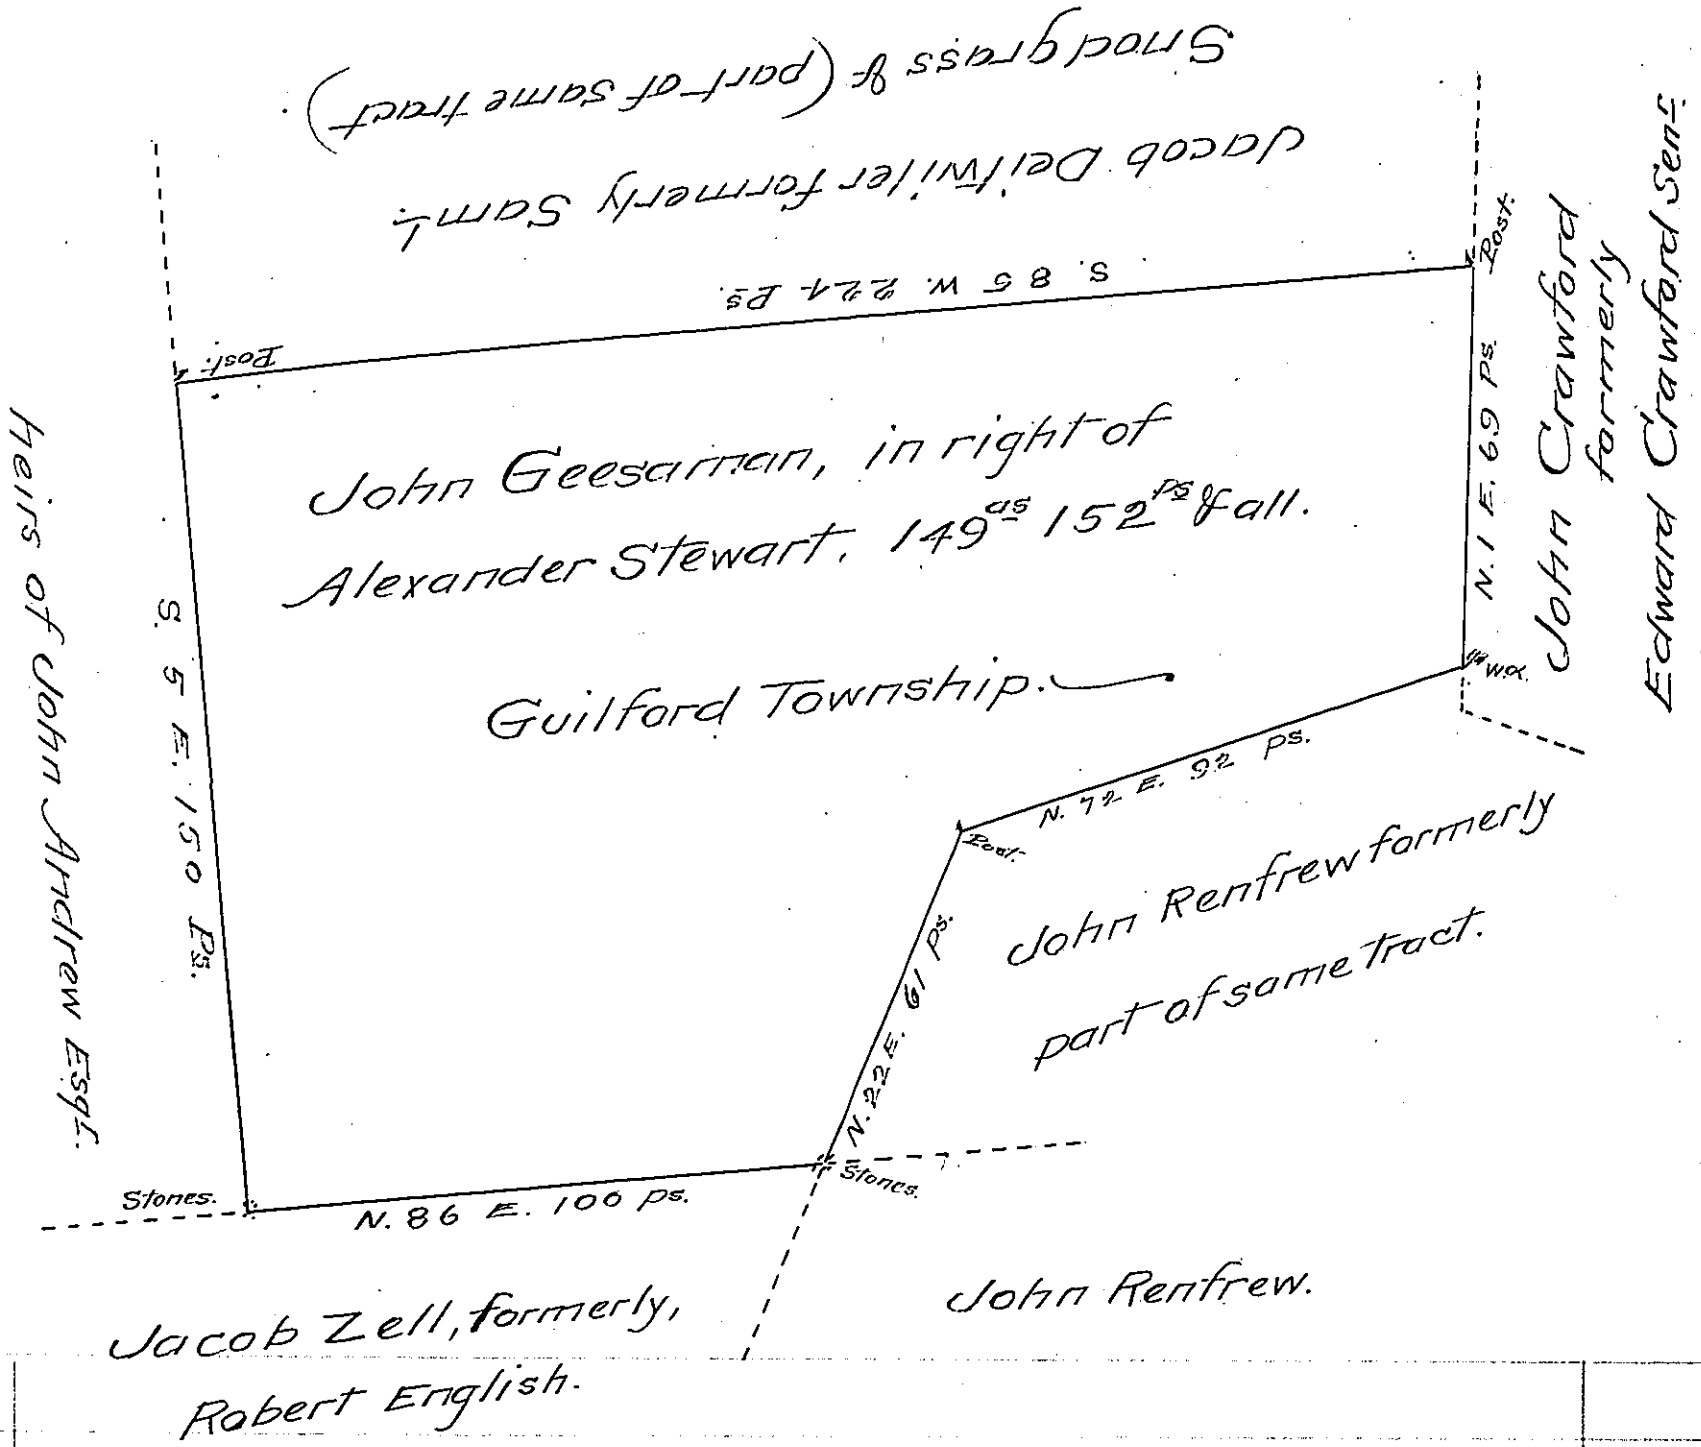 Jacob Deitwiler formerly Saml.
Snodgrass & (part of same tract).
S. 85 W. 224 Ps.
Post.
Post.
John Geesaman, in right of
Alexander Stewart. 149as 152ps & all.
Guilford Township.
heirs of John Andrew Esqr.
S. 5 E. 150 Ps.
N. 1 E. 69 Ps.
John Crawford
formerly
Edward Crawford Senr
W.O.
N. 72 E. 92 Ps.
Post.
John Renfrew formerly
part of same Tract.
N. 22 E. 61 Ps.
Stones.
Stones.
N. 86 E. 100 Ps.
Jacob Zell, formerly,
Robert English.
John Renfrew.